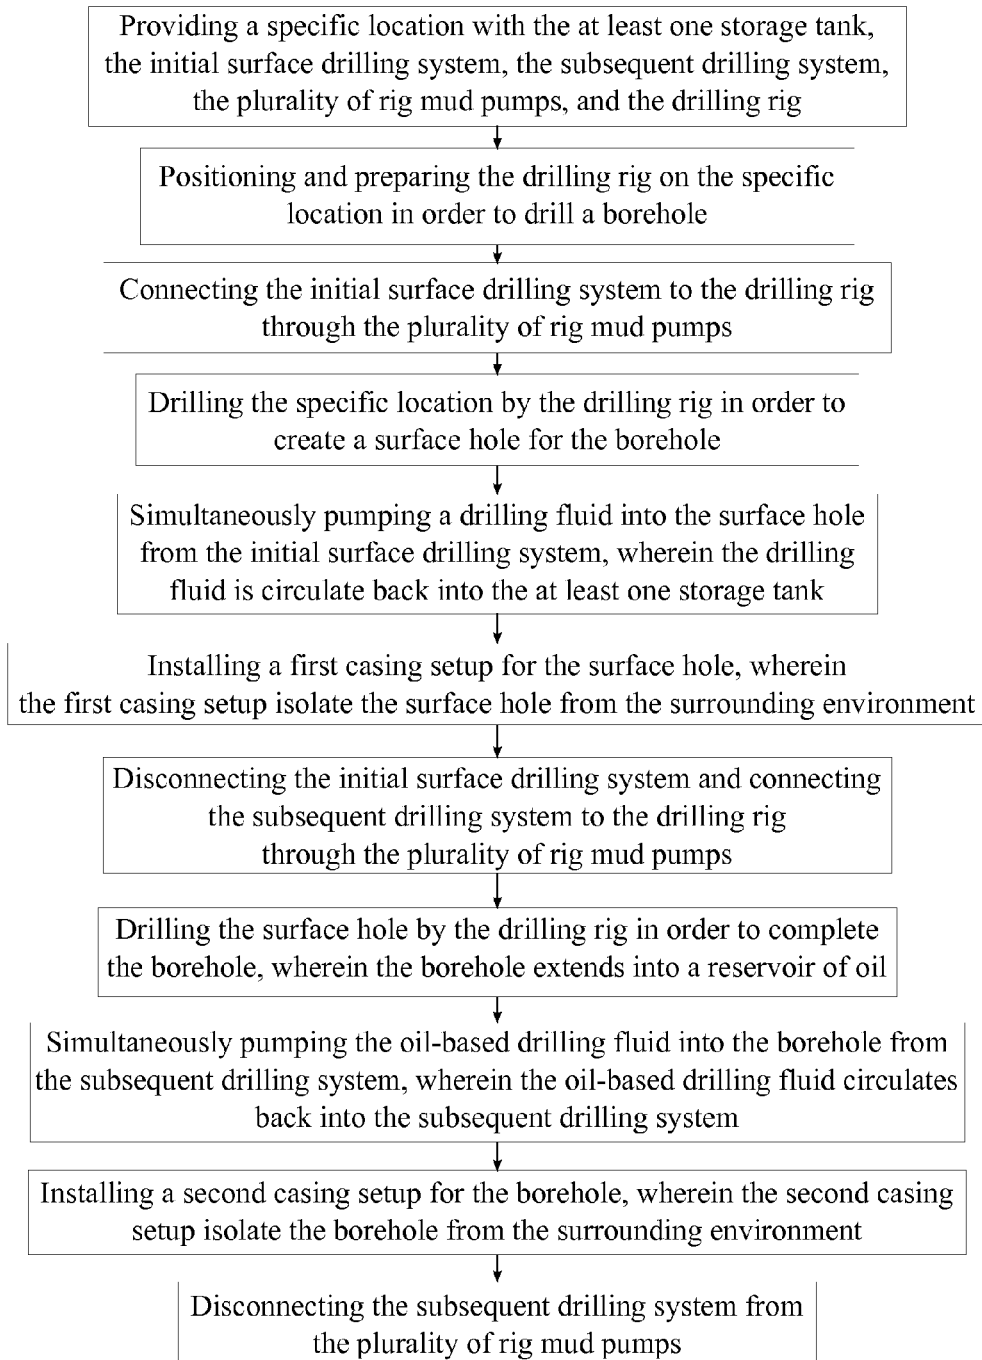 Providing a specific location with the at least one storage tank,
the initial surface drilling system, the subsequent drilling system,
the plurality of rig mud pumps, and the drilling rig
Positioning and preparing the drilling rig on the specific
location in order to drill a borehole
Connecting the initial surface drilling system to the drilling rig
through the plurality of rig mud pumps
Drilling the specific location by the drilling rig in order to
create a surface hole for the borehole
Simultaneously pumping a drilling fluid into the surface hole
from the initial surface drilling system, wherein the drilling
fluid is circulate back into the at least one storage tank
Installing a first casing setup for the surface hole, wherein
the first casing setup isolate the surface hole from the surrounding environment
Disconnecting the initial surface drilling system and connecting
the subsequent drilling system to the drilling rig
through the plurality of rig mud pumps
Drilling the surface hole by the drilling rig in order to complete
the borehole, wherein the borehole extends into a reservoir of oil
Simultaneously pumping the oil-based drilling fluid into the borehole from
the subsequent drilling system, wherein the oil-based drilling fluid circulates
back into the subsequent drilling system
Installing a second casing setup for the borehole, wherein the second casing
setup isolate the borehole from the surrounding environment
Disconnecting the subsequent drilling system from
the plurality of rig mud pumps